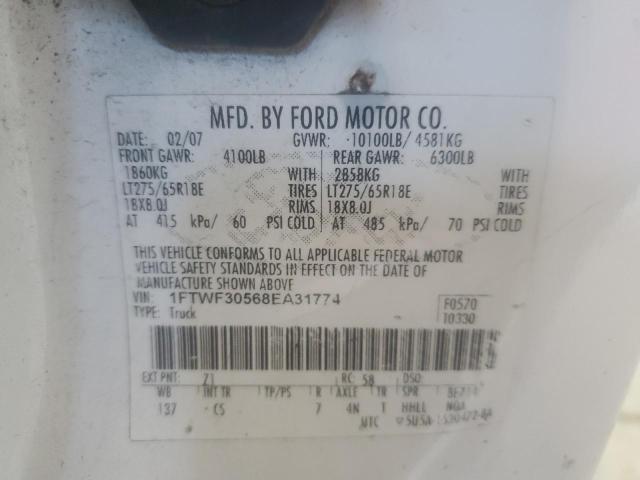 MFD. BY FORD MOTOR CO.
DATE: 02/07 GVWR: 10100LB/ 4581KG
FRONT GAWR: 4100LB REAR GAWR: 6300LB
1860KG WITH 2858KG WITH
LT275/65R18E TIRES LT275/65R18E TIRES
18X8.0J RIMS 18X8.0J RIMS
AT 415 kPa/ 60 PSI COLD AT 485 kPa/ 70 PSI COLD
THIS VEHICLE CONFORMS TO ALL APPLICABLE FEDERAL MOTOR
VEHICLE SAFETY STANDARDS IN EFFECT ON THE DATE OF
MANUFACTURE SHOWN ABOVE
VIN: 1FTWF30568EA31774 F0570
TYPE: Truck T0330
EXT PNT: Z1 RC: 58 DSO:
WB INT TR TP/PS R AXLE TR SPR
137 CS 7 4N T HHLL
UTC